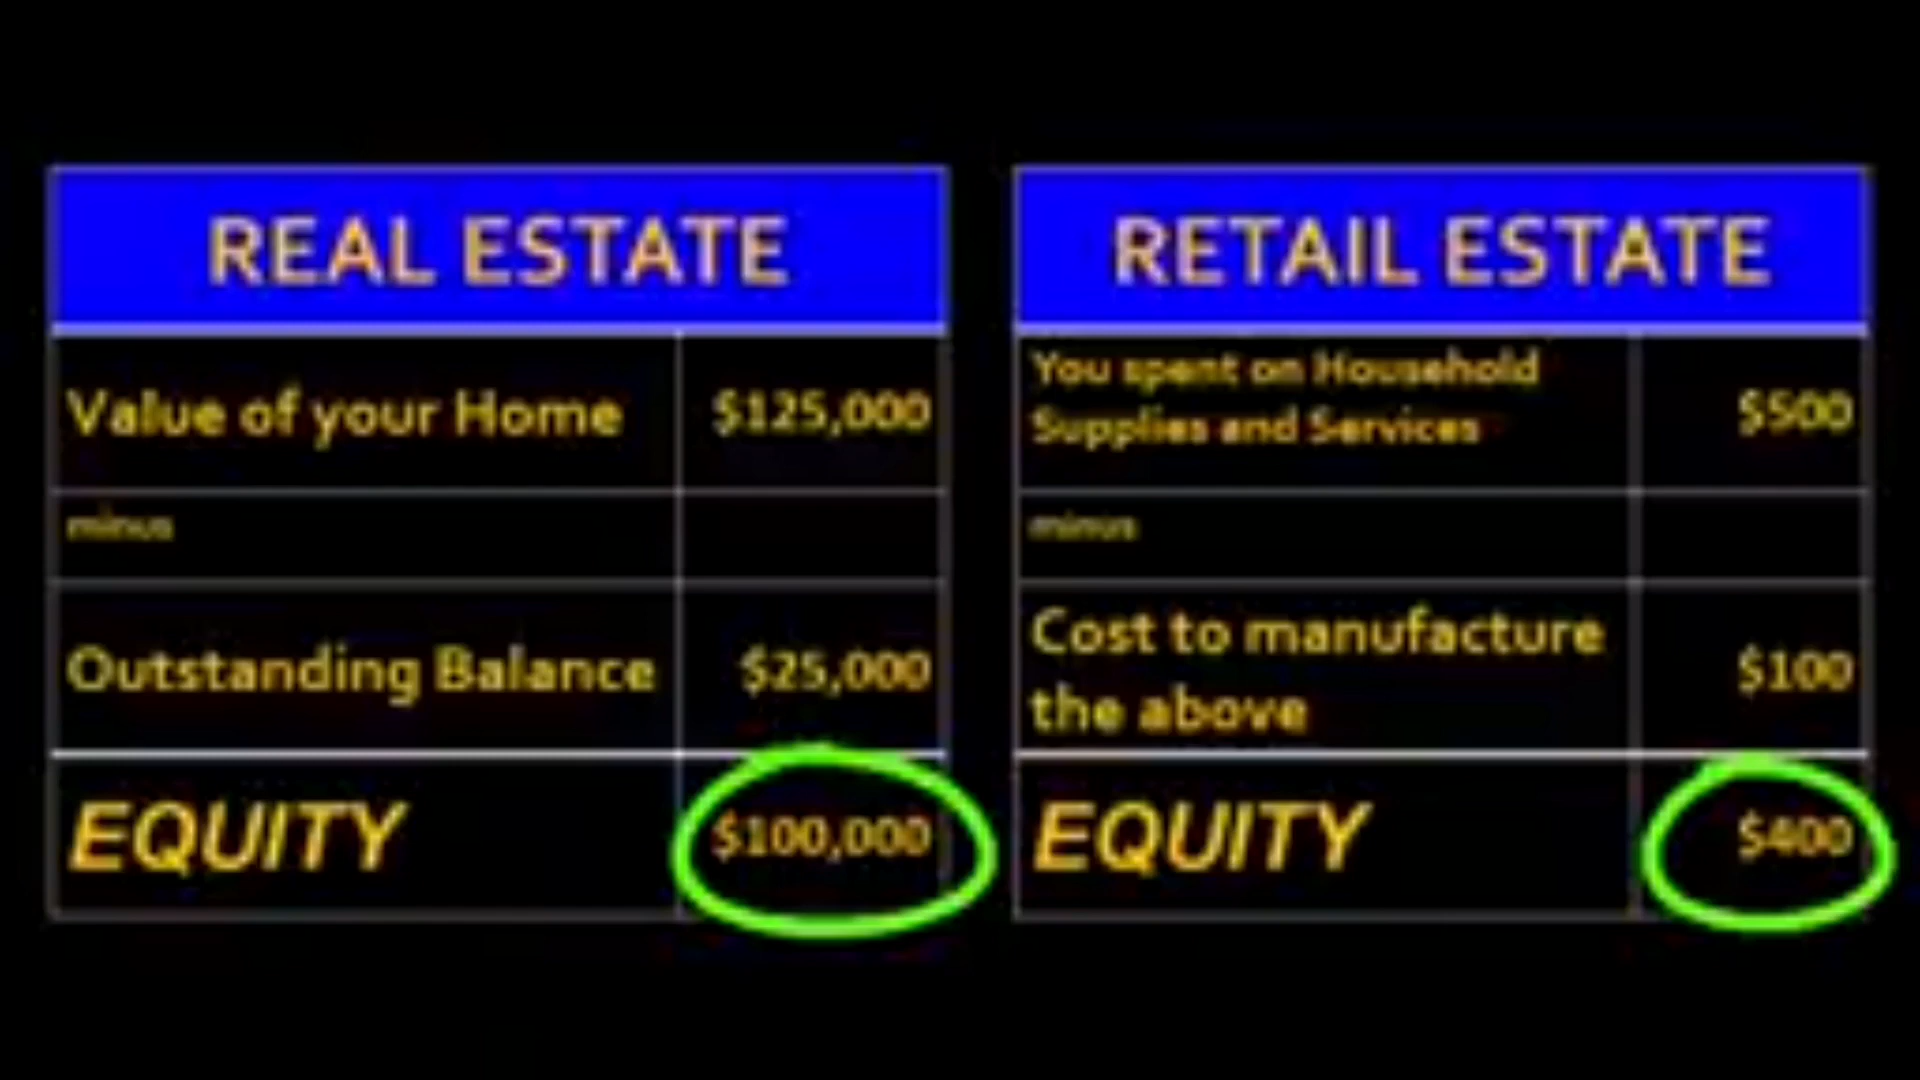 REAL ESTATE
Value of your Home $125,000
minus
Outstanding Balance $25,000
EQUITY $100,000
RETAIL ESTATE
You spent on Household
Supplies and Services $500
minus
Cost to manufacture
the above $100
EQUITY $400